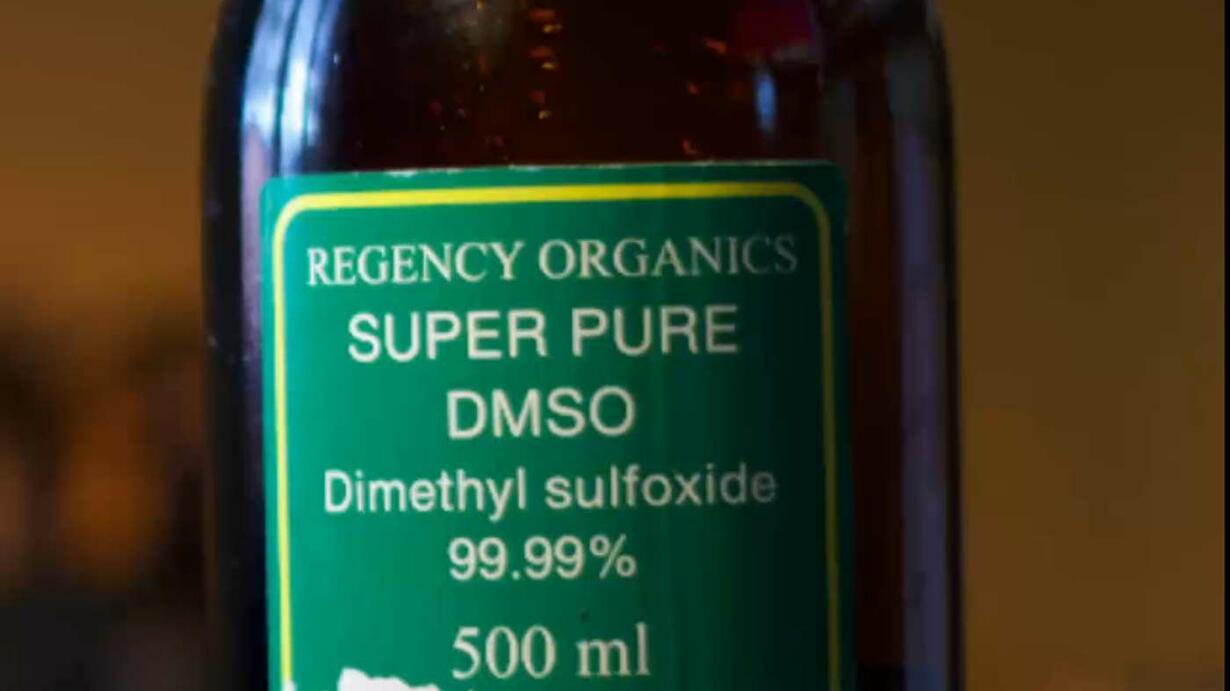 REGENCY ORGANICS
SUPER PURE
DMSO
Dimethyl sulfoxide
99.99%
500 ml